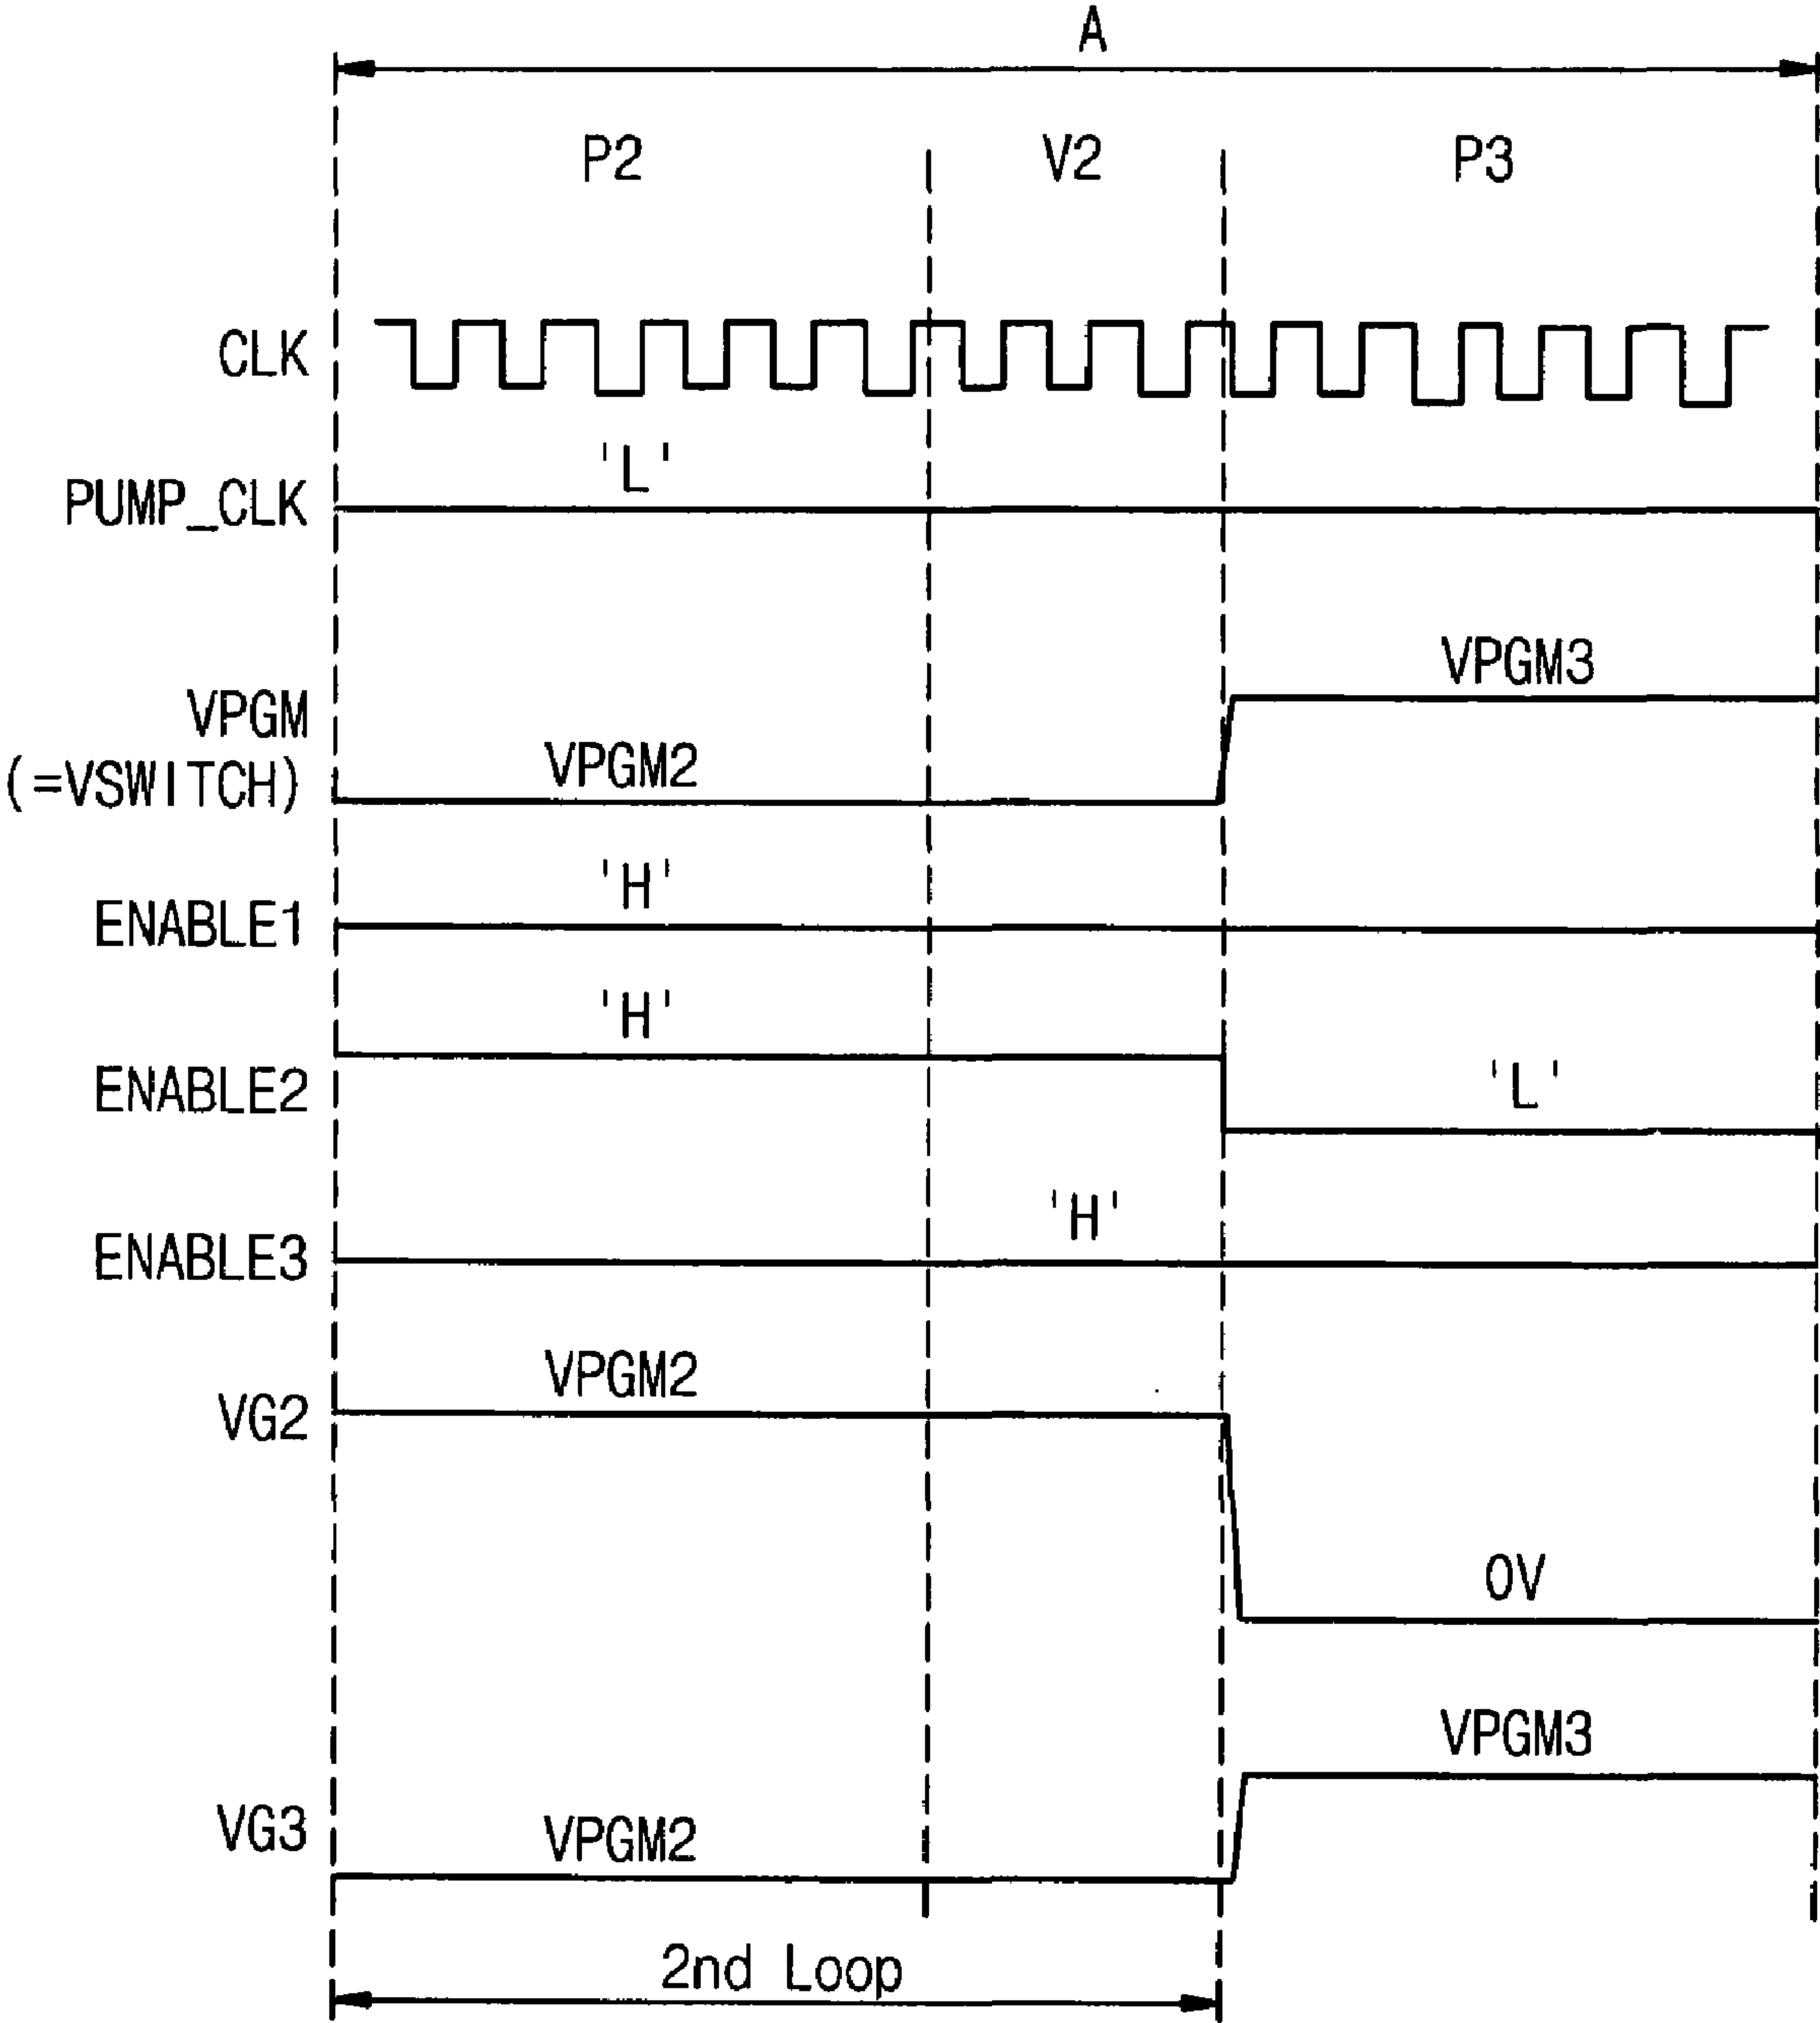 A
P2 V2 P3
CLK
'L'
PUMP_CLK
VPGM3
VPGM
(=VSWITCH)
VPGM2
'H'
ENABLE1
'H'
ENABLE2
'L'
'H'
ENABLE3
VPGM2
VG2
0V
VPGM3
VG3
VPGM2
2nd Loop